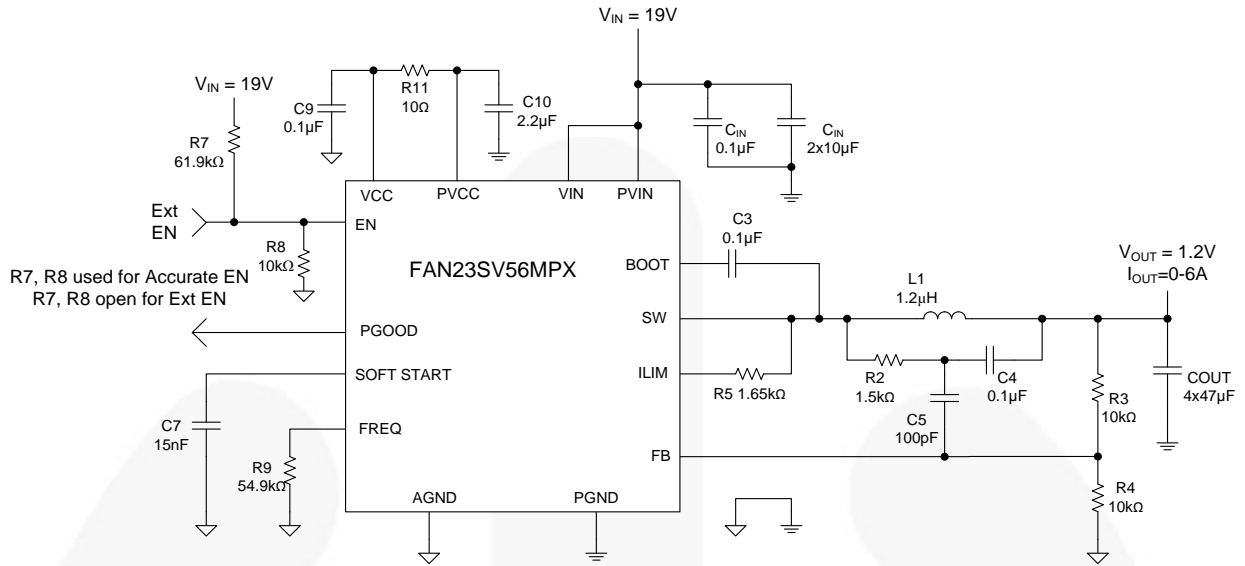 V_IN = 19V
V_IN = 19V
C9
0.1µF
R11
10Ω
C10
2.2µF
C_IN
0.1µF
C_IN
2x10µF
R7
61.9kΩ
VCC
PVCC
VIN
PVIN
Ext
EN
EN
R8
10kΩ
C3
0.1µF
FAN23SV56MPX
BOOT
V_OUT = 1.2V
I_OUT=0-6A
R7, R8 used for Accurate EN
R7, R8 open for Ext EN
L1
1.2µH
SW
PGOOD
SOFT START
ILIM
R5 1.65kΩ
R2
1.5kΩ
C4
0.1µF
R3
10kΩ
COUT
4x47µF
C7
15nF
FREQ
C5
100pF
FB
R9
54.9kΩ
R4
10kΩ
AGND
PGND